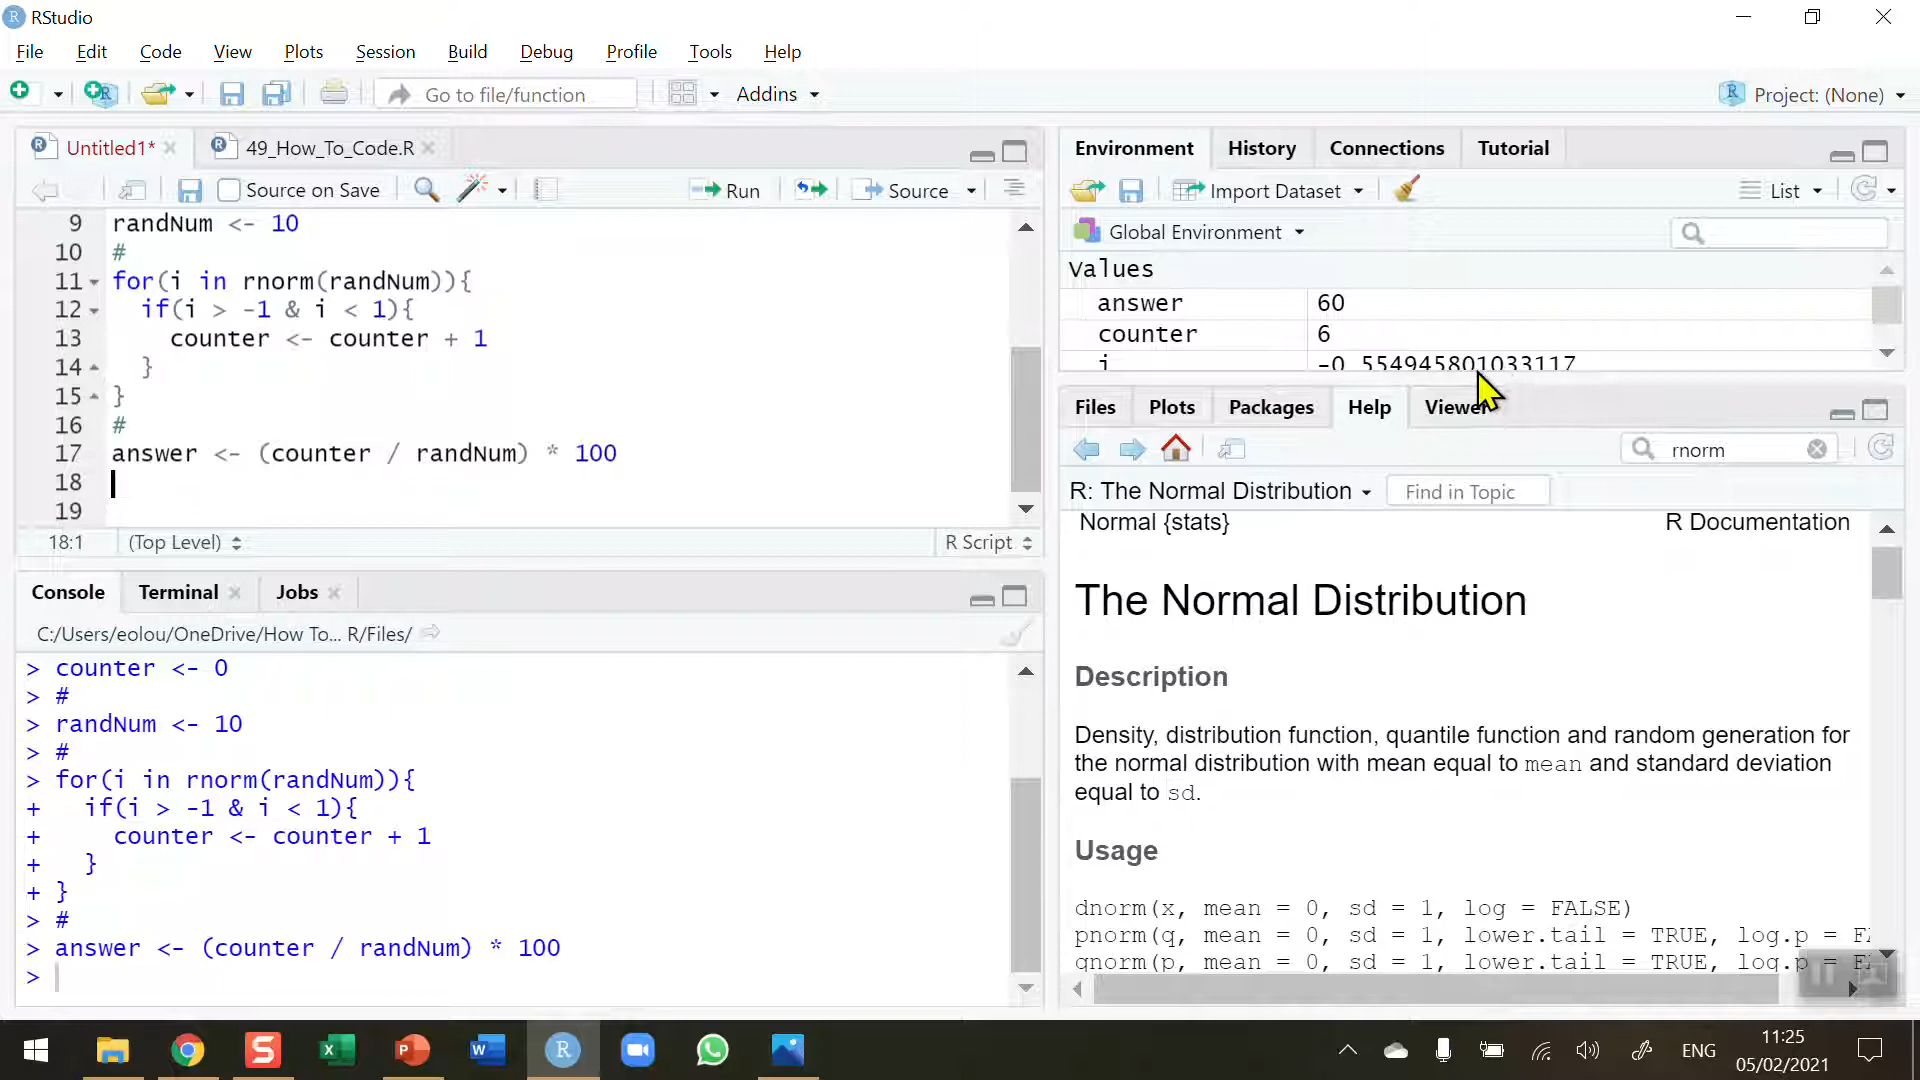 RStudio
File Edit Code View Plots Session Build Debug Profile Tools Help
Go to file/function Addins Project: (None)
Untitled1* 49_How_To_Code.R
Source on Save Run Source
9 randNum <- 10
10 #
11 for(i in rnorm(randNum)){
12 if(i > -1 & i < 1){
13 counter <- counter + 1
14 }
15 }
16 #
17 answer <- (counter / randNum) * 100
18
19
18:1 (Top Level) R Script
Console Terminal Jobs
C:/Users/eolou/OneDrive/How To... R/Files/
> counter <- 0
> #
> randNum <- 10
> #
> for(i in rnorm(randNum)){
+ if(i > -1 & i < 1){
+ counter <- counter + 1
+ }
+ }
> #
> answer <- (counter / randNum) * 100
>
Environment History Connections Tutorial
Import Dataset List
Global Environment
Values
answer 60
counter 6
i -0.554945801033117
Files Plots Packages Help Viewer
rnorm
R: The Normal Distribution Find in Topic
Normal {stats} R Documentation
The Normal Distribution
Description
Density, distribution function, quantile function and random generation for
the normal distribution with mean equal to mean and standard deviation
equal to sd.
Usage
dnorm(x, mean = 0, sd = 1, log = FALSE)
pnorm(q, mean = 0, sd = 1, lower.tail = TRUE, log.p =
qnorm(p, mean = 0, sd = 1, lower.tail = TRUE, log.p =
ENG
11:25
05/02/2021